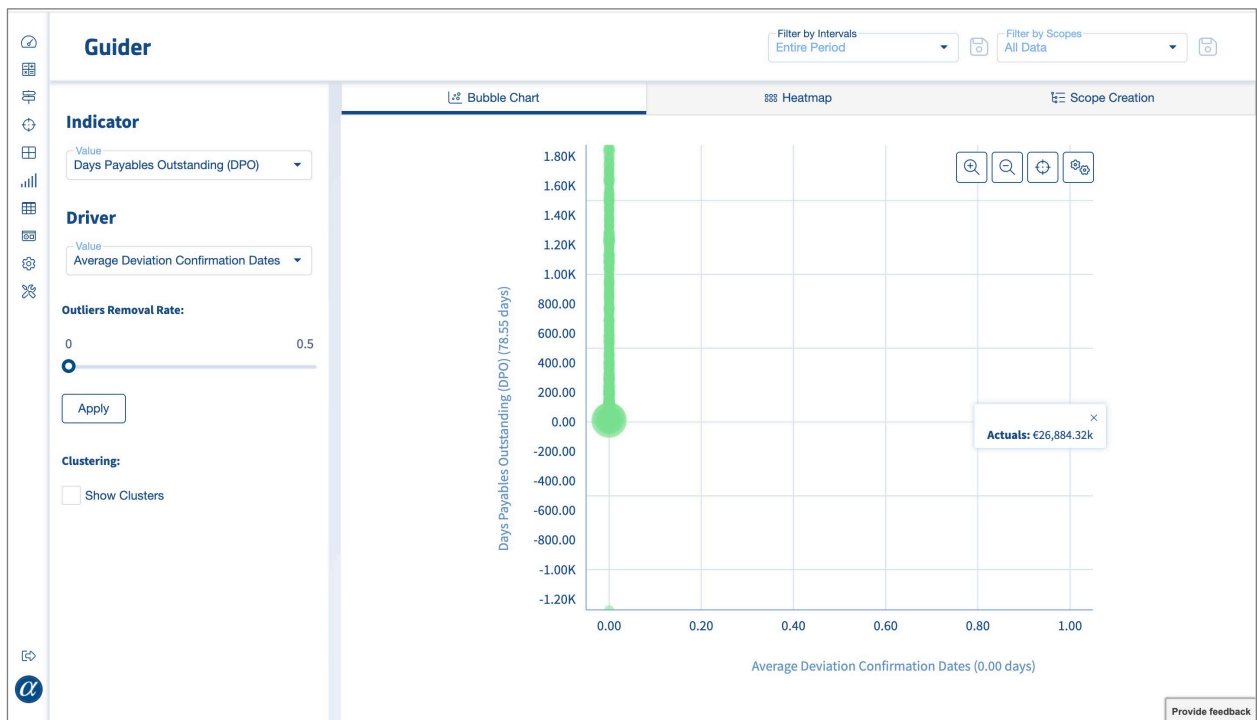 Guider
Filter by Intervals
Entire Period
Filter by Scopes
All Data
Indicator
Value
Days Payables Outstanding (DPO)
Driver
Value
Average Deviation Confirmation Dates
Outliers Removal Rate:
0 0.5
Apply
Clustering:
Show Clusters
Bubble Chart
Heatmap
Scope Creation
Days Payables Outstanding (DPO) (78.55 days)
1.80K
1.60K
1.40K
1.20K
1.00K
800.00
600.00
400.00
200.00
0.00
-200.00
-400.00
-600.00
-800.00
-1.00K
-1.20K
Actuals: €26,884.32k
0.00 0.20 0.40 0.60 0.80 1.00
Average Deviation Confirmation Dates (0.00 days)
α
Provide feedback